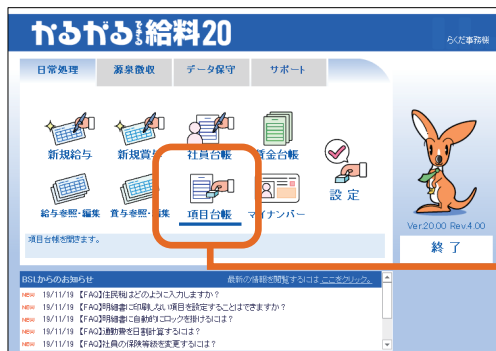 かるがるできる給料20
らくだ事務機
日常処理 源泉徴収 データ保守 サポート
新規給与 新規賞与 社員台帳 賃金台帳
設定
給与参照・編集 賞与参照・編集 項目台帳 マイナンバー
Ver.20.00 Rev.4.00
項目台帳を開きます。
終了
BSLからのお知らせ 最新の情報を閲覧するには ここをクリック。
NEW 19/11/19 【FAQ】住民税はどのように入力しますか？
NEW 19/11/19 【FAQ】明細書に印刷しない項目を設定することはできますか？
NEW 19/11/19 【FAQ】明細書に自動的にロックを掛けるには？
NEW 19/11/19 【FAQ】通勤費を日割計算するには？
NEW 19/11/19 【FAQ】社員の保険等級を変更するには？